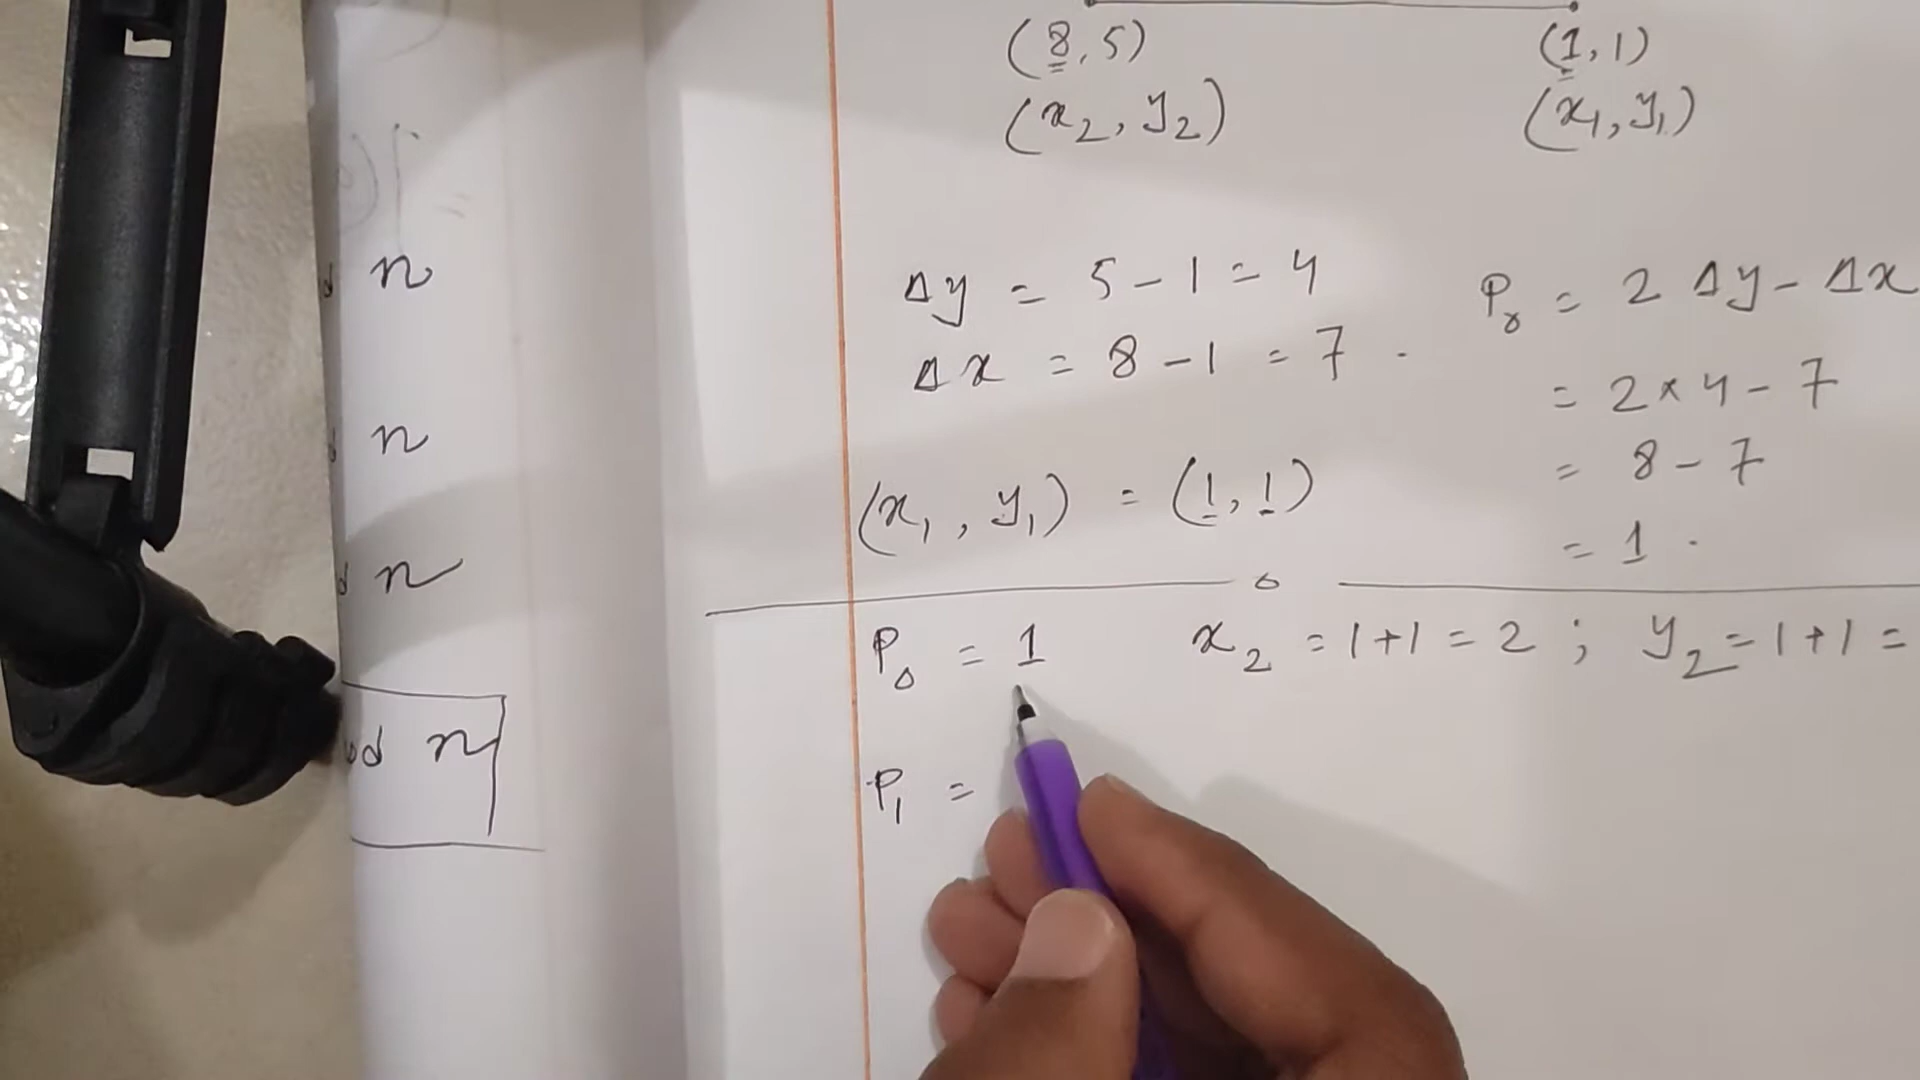 (8, 5) (1, 1)
(x₂, y₂) (x₁, y₁)
Δy = 5 - 1 = 4
Δx = 8 - 1 = 7 .
P₀ = 2 Δy - Δx
= 2 × 4 - 7
= 8 - 7
= 1 .
(x₁, y₁) = (1, 1)
P₀ = 1 x₂ = 1 + 1 = 2 ; y₂ = 1 + 1 =
P₁ =
n
n
n
od n